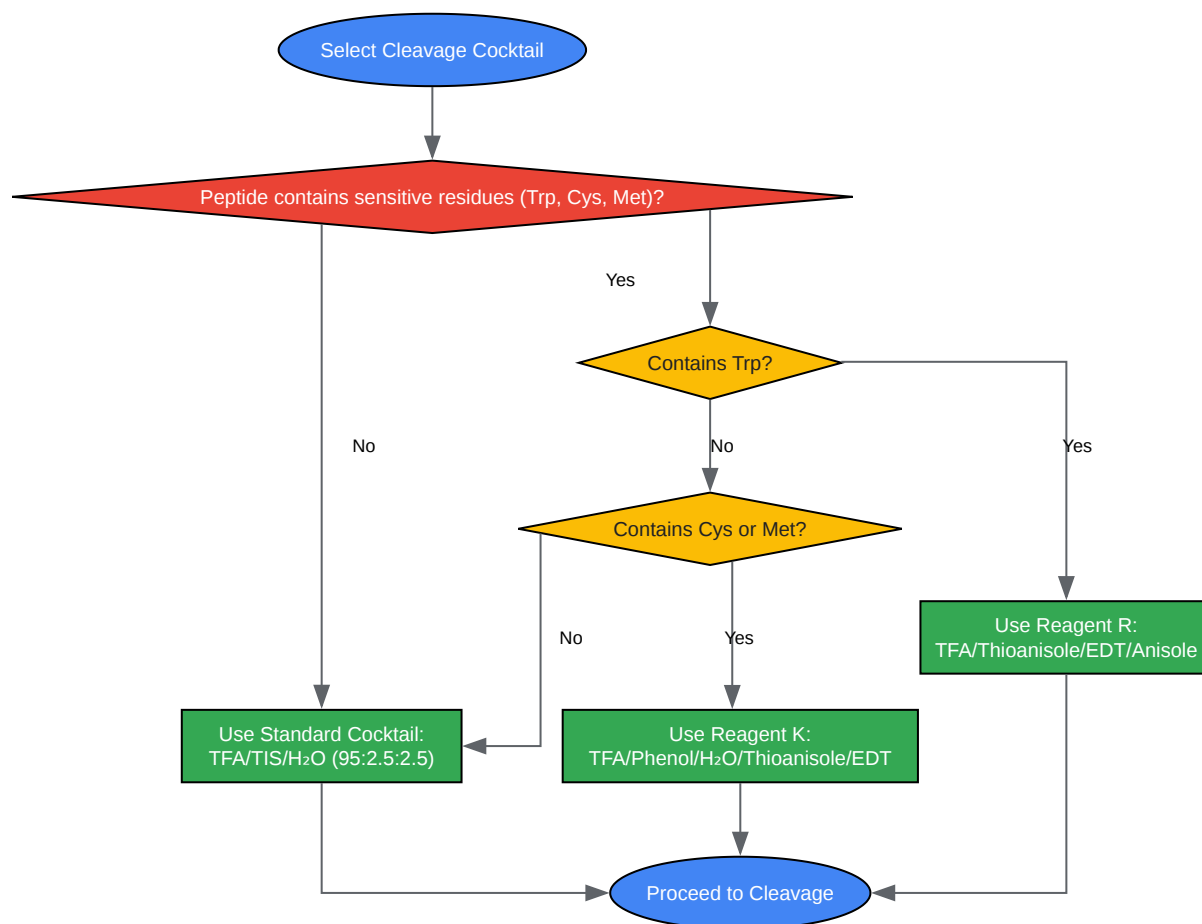 Select Cleavage Cocktail
Peptide contains sensitive residues (Trp, Cys, Met)?
Yes
Contains Trp?
No
No
Yes
Contains Cys or Met?
No
Yes
Use Reagent R:
TFA/Thioanisole/EDT/Anisole
Use Standard Cocktail:
TFA/TIS/H₂O (95:2.5:2.5)
Use Reagent K:
TFA/Phenol/H₂O/Thioanisole/EDT
Proceed to Cleavage